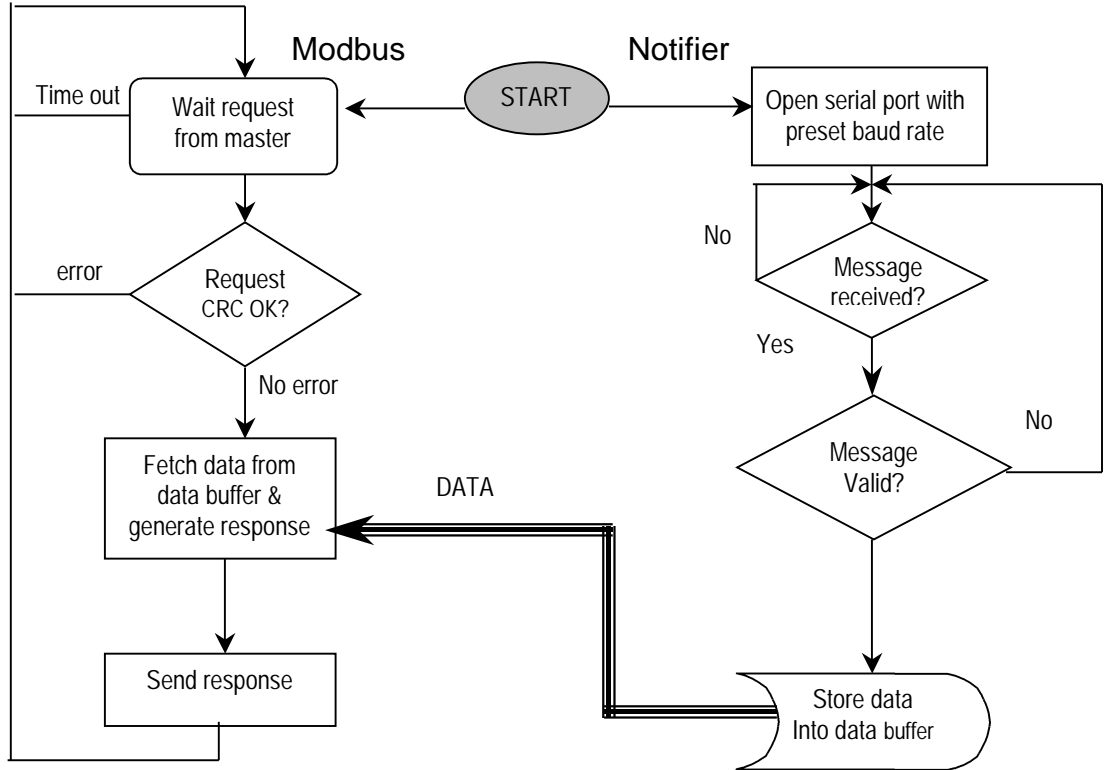 Modbus
Notifier
START
Time out
Wait request
from master
Open serial port with
preset baud rate
error
Request
CRC OK?
No
Message
received?
Yes
No error
Message
Valid?
No
Fetch data from
data buffer &
generate response
DATA
Send response
Store data
Into data buffer